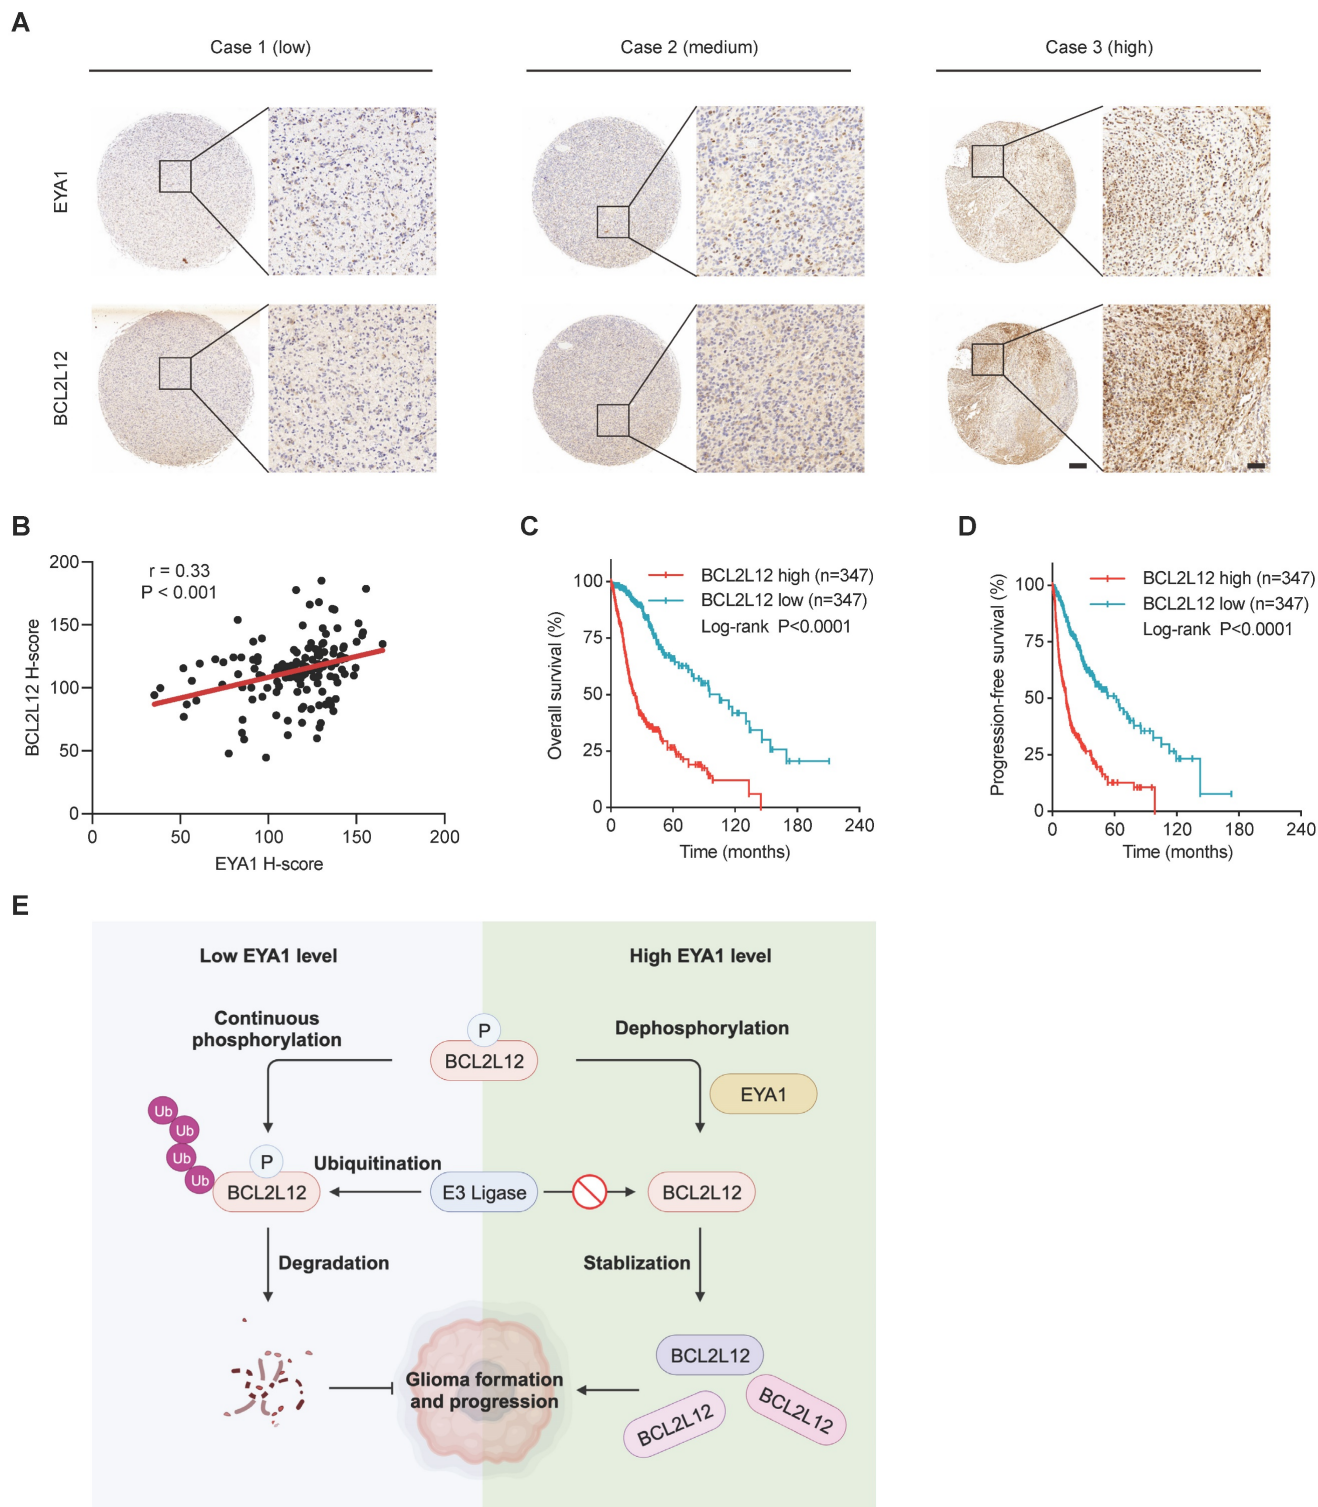 A
Case 1 (low)
Case 2 (medium)
Case 3 (high)
EYA1
BCL2L12
B
r = 0.33
P < 0.001
BCL2L12 H-score
200
150
100
50
0
0 50 100 150 200
EYA1 H-score
C
BCL2L12 high (n=347)
BCL2L12 low (n=347)
Log-rank P<0.0001
Overall survival (%)
100
75
50
25
0
0 60 120 180 240
Time (months)
D
BCL2L12 high (n=347)
BCL2L12 low (n=347)
Log-rank P<0.0001
Progression-free survival (%)
100
75
50
25
0
0 60 120 180 240
Time (months)
E
Low EYA1 level
High EYA1 level
Continuous
phosphorylation
P
BCL2L12
Dephosphorylation
EYA1
Ub
Ub
Ub
Ub
P
BCL2L12
Ubiquitination
E3 Ligase
BCL2L12
Degradation
Stablization
Glioma formation
and progression
BCL2L12
BCL2L12
BCL2L12